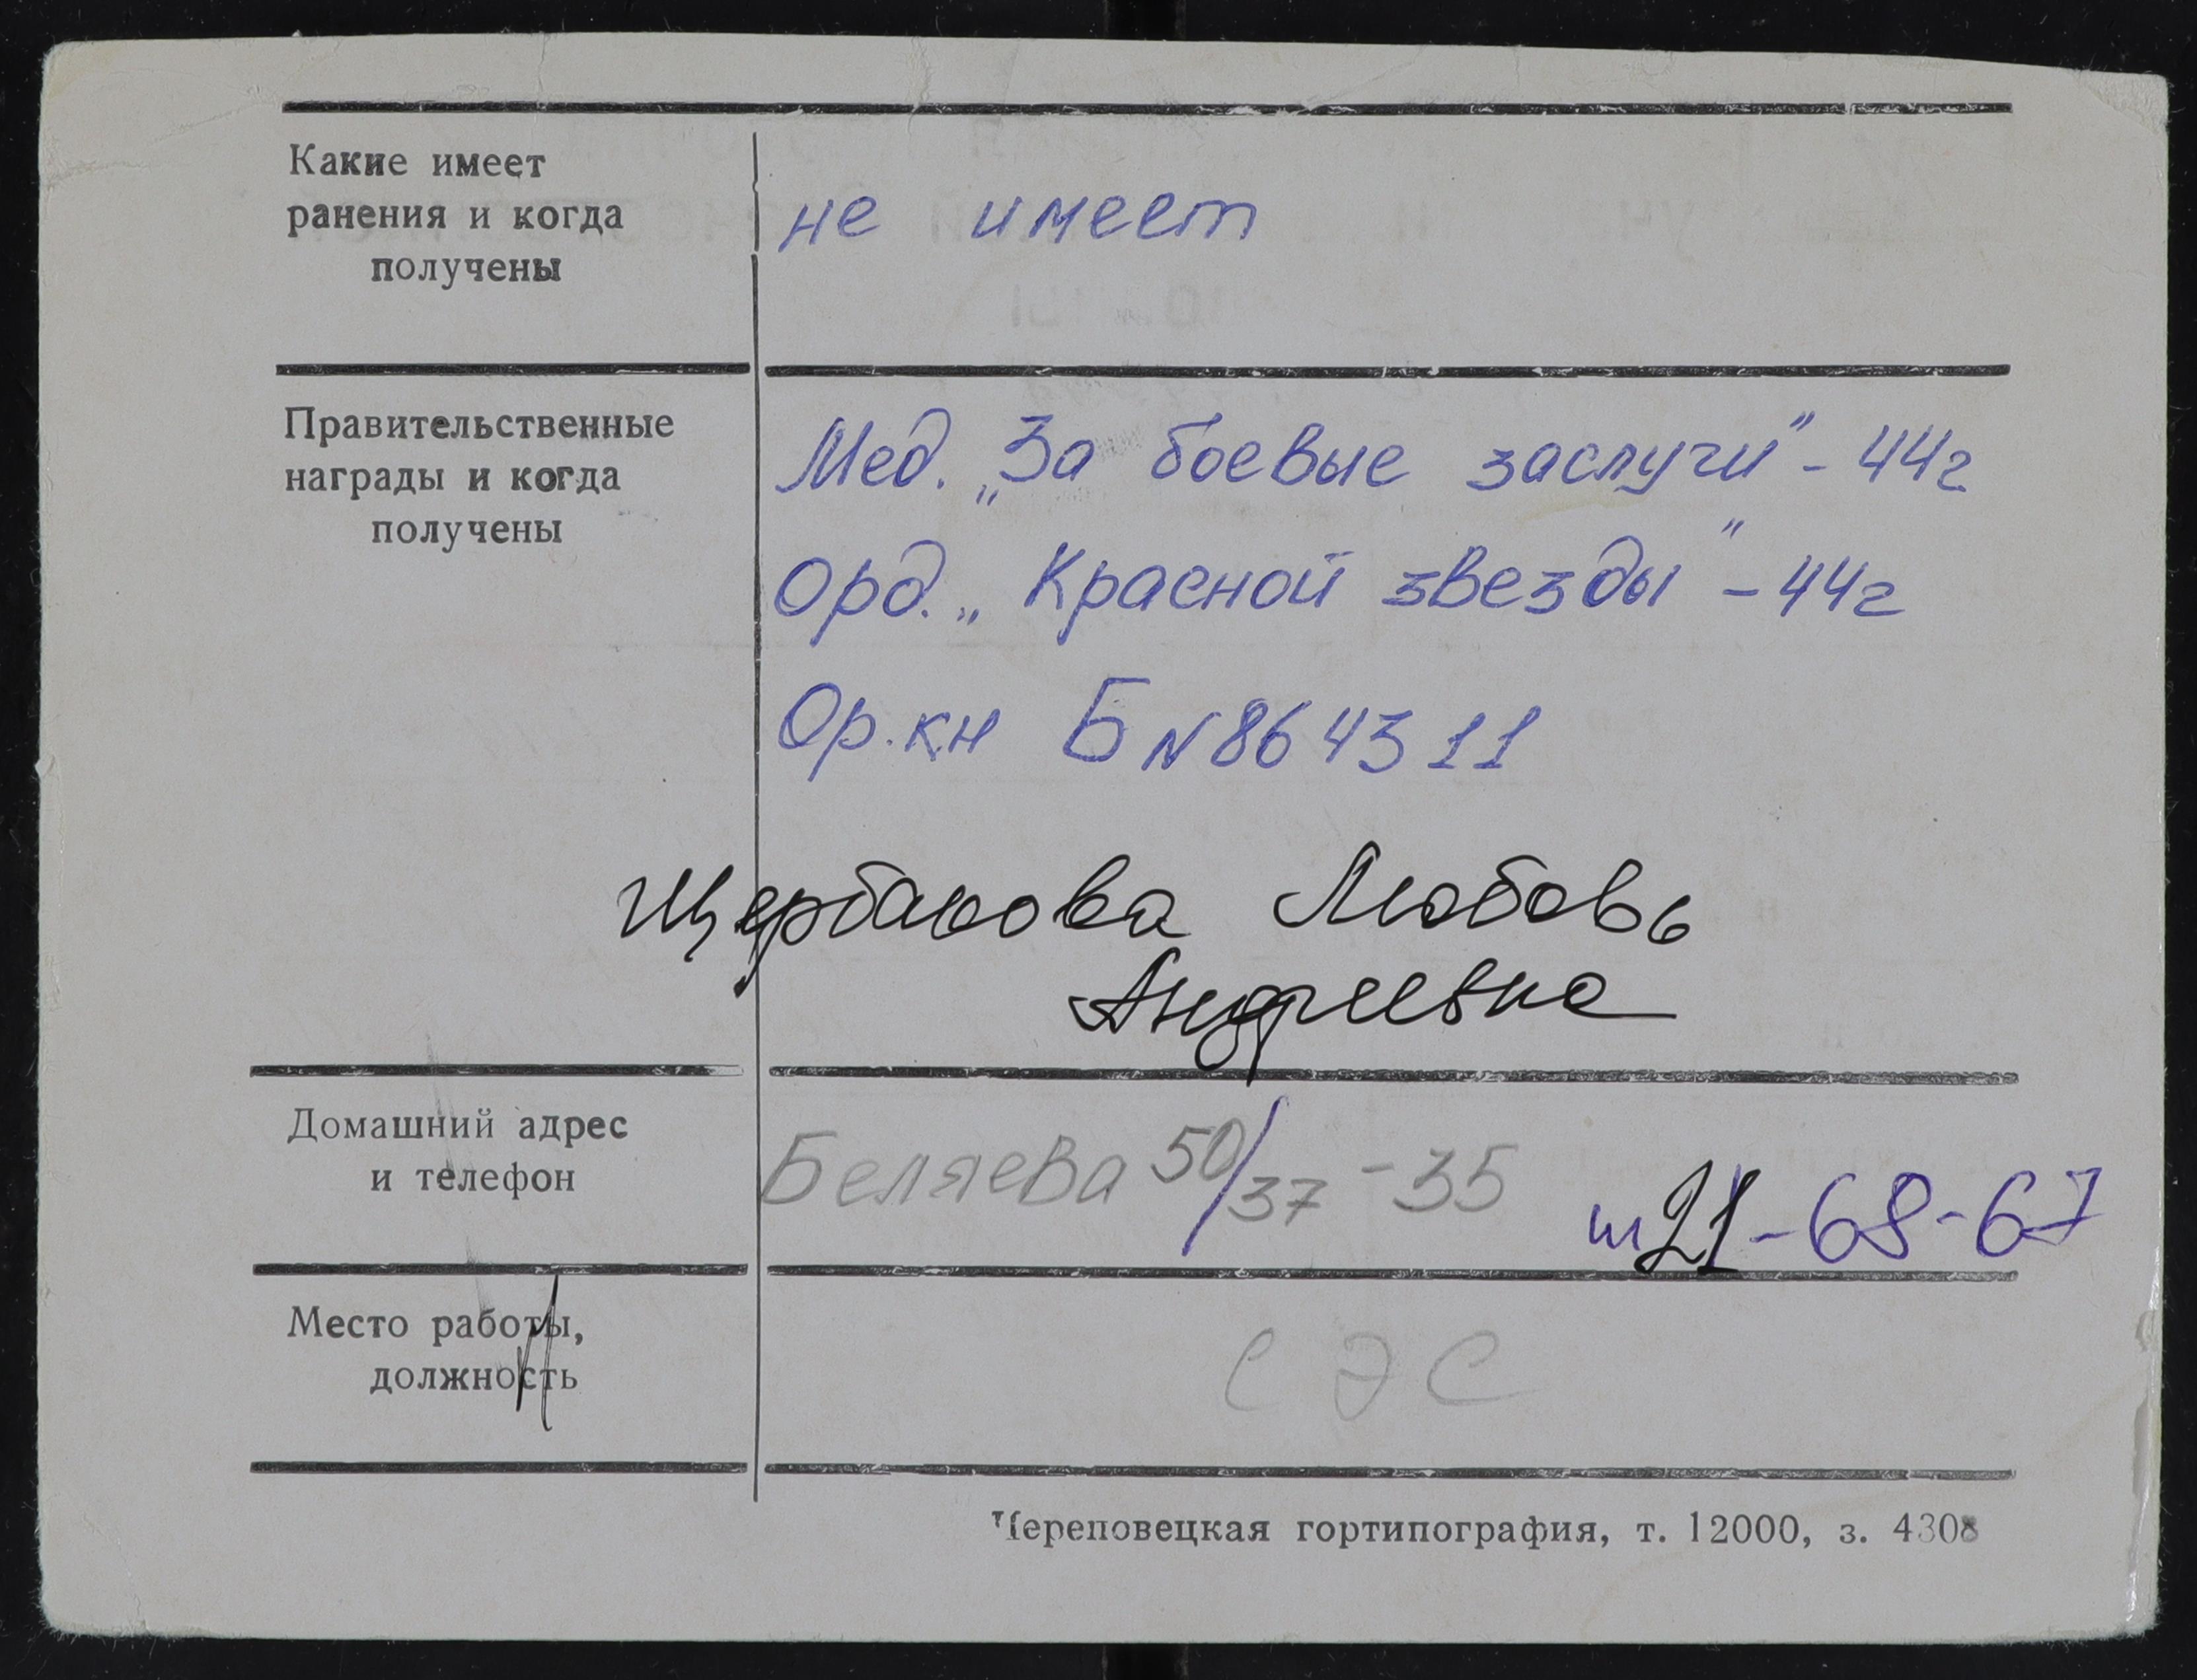 Какие имеет
ранения и когда
получены
не имеет
Правительственные
награды и когда
получены
Мед. „За боевые заслуги" - 44г
Орд. „Красной звезды" - 44г
Ор.кн Б N864311
Щербакова Любовь
Андреевна
Домашний адрес
и телефон
Беляева 50/37 - 35
т 21-68-67
Место работы,
должность
СЭС
Череповецкая гортипография, т. 12000, з. 4308